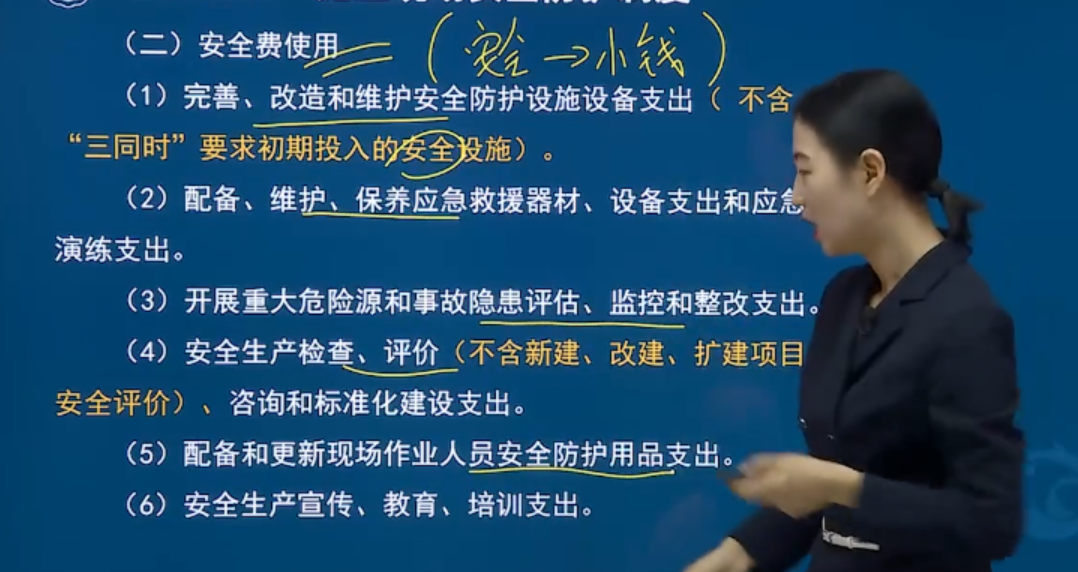 （二）安全费使用 （安全→小钱）
（1）完善、改造和维护安全防护设施设备支出（不含
“三同时”要求初期投入的安全设施）。
（2）配备、维护、保养应急救援器材、设备支出和应急
演练支出。
（3）开展重大危险源和事故隐患评估、监控和整改支出。
（4）安全生产检查、评价（不含新建、改建、扩建项目
安全评价）、咨询和标准化建设支出。
（5）配备和更新现场作业人员安全防护用品支出。
（6）安全生产宣传、教育、培训支出。